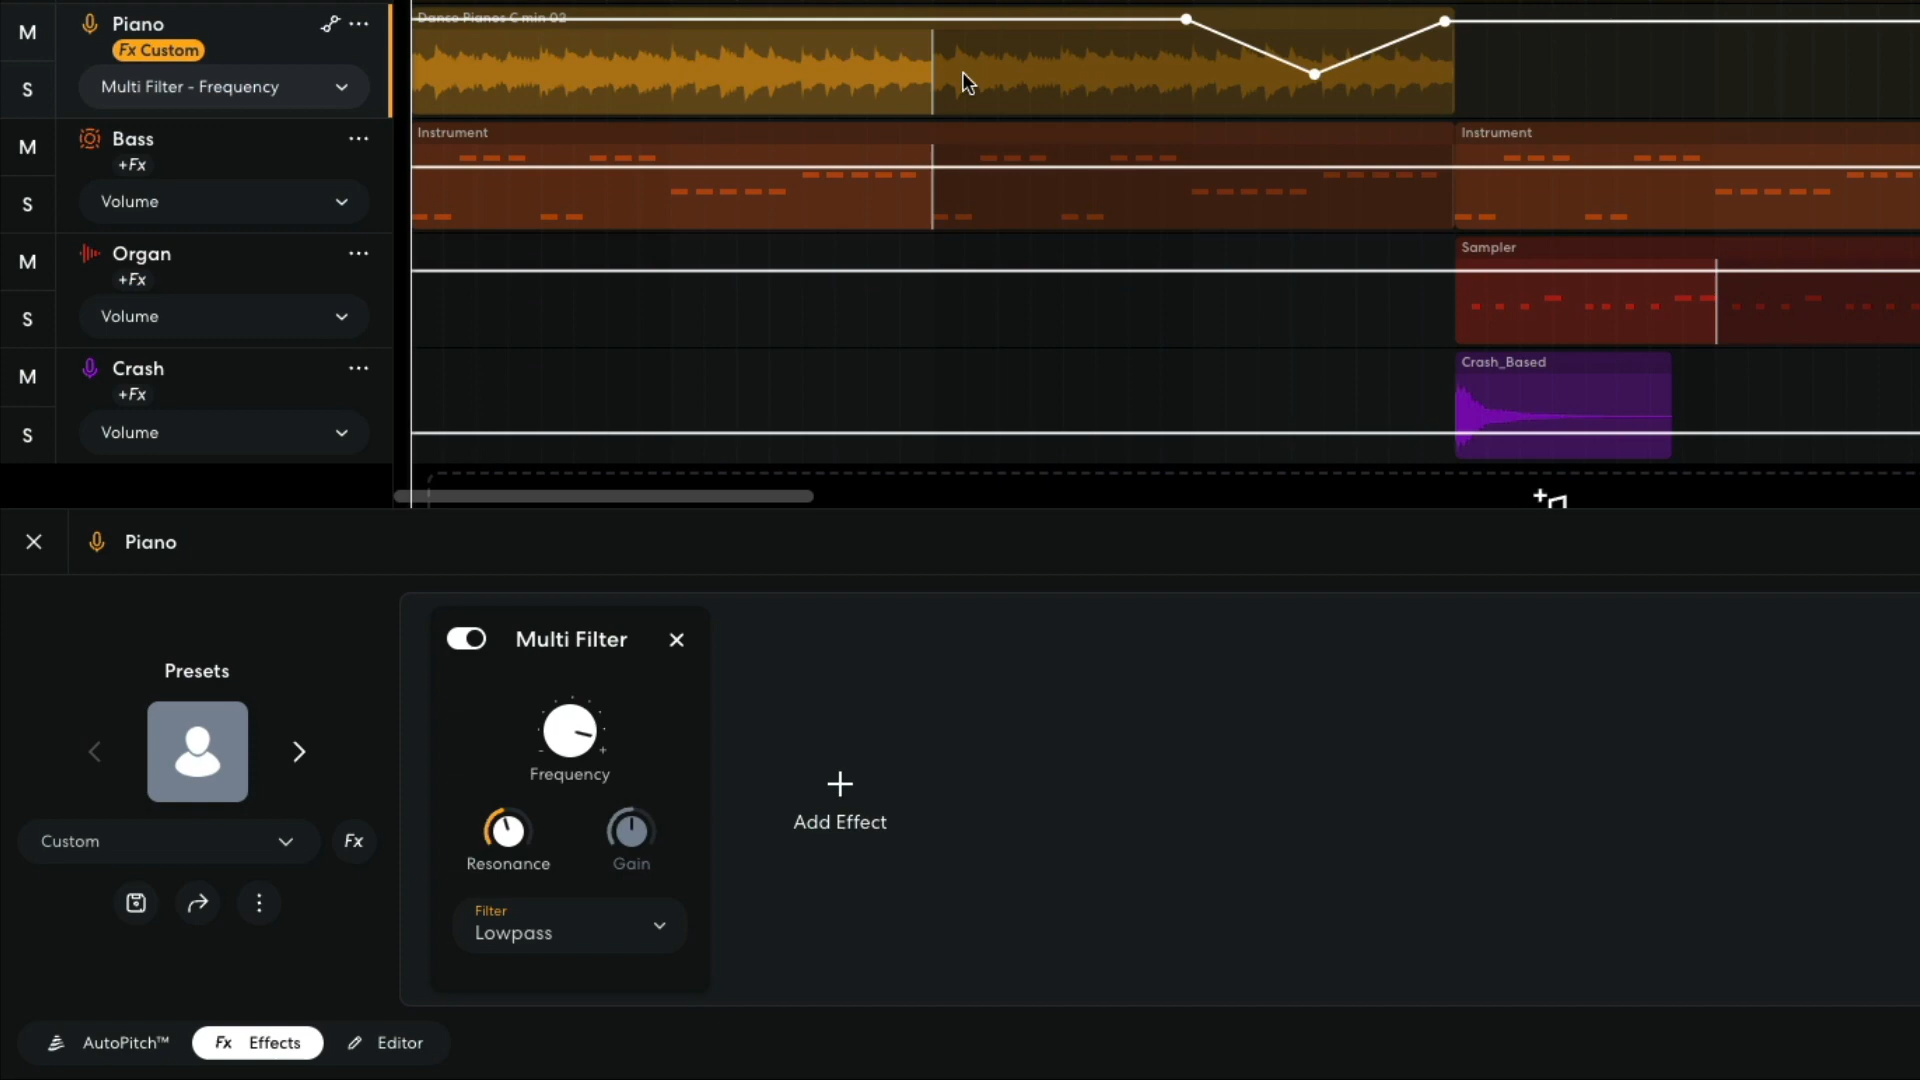 M
Piano
Fx Custom
S
Multi Filter - Frequency
Danse Pianos C min 02
M
Bass
+Fx
S
Volume
Instrument
Instrument
M
Organ
+Fx
S
Volume
Sampler
M
Crash
+Fx
S
Volume
Crash_Based
Piano
Presets
Custom
Fx
Multi Filter
- +
Frequency
Resonance
Gain
Filter
Lowpass
Add Effect
AutoPitch™
Fx Effects
Editor